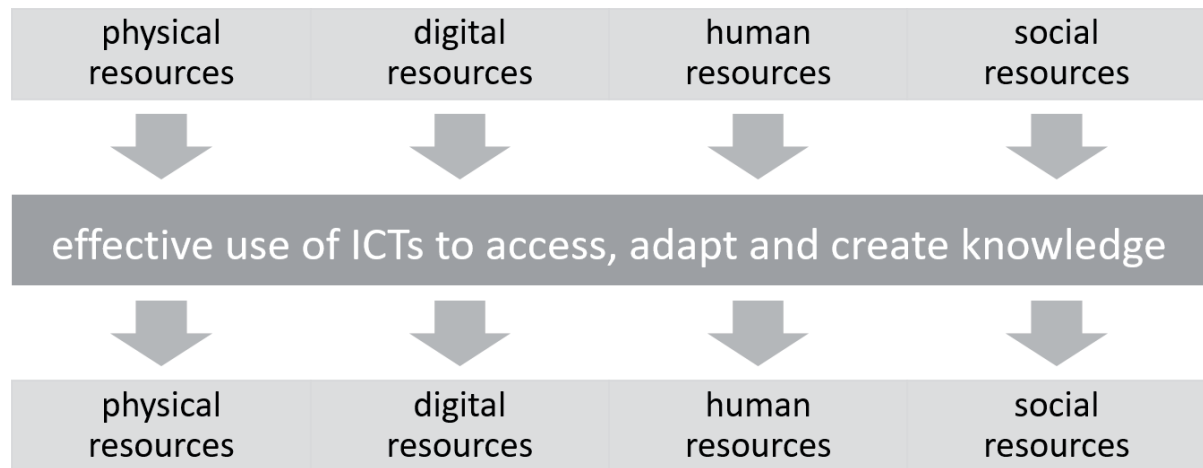 physical
resources
digital
resources
human
resources
social
resources
effective use of ICTs to access, adapt and create knowledge
physical
resources
digital
resources
human
resources
social
resources